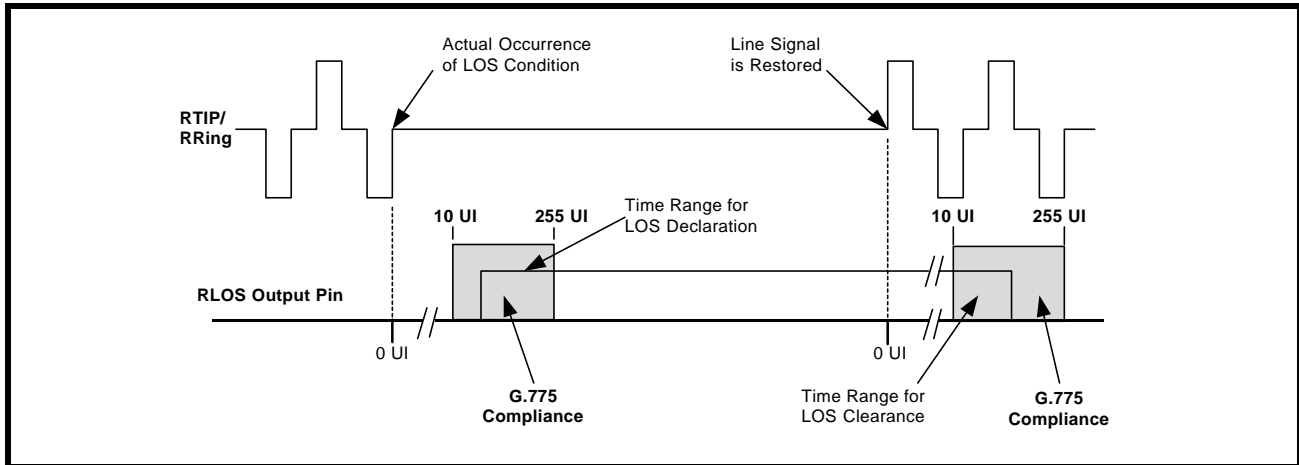 Actual Occurrence
of LOS Condition
Line Signal
is Restored
RTIP/
RRing
10 UI
255 UI
Time Range for
LOS Declaration
10 UI
255 UI
RLOS Output Pin
0 UI
0 UI
G.775
Compliance
Time Range for
LOS Clearance
G.775
Compliance